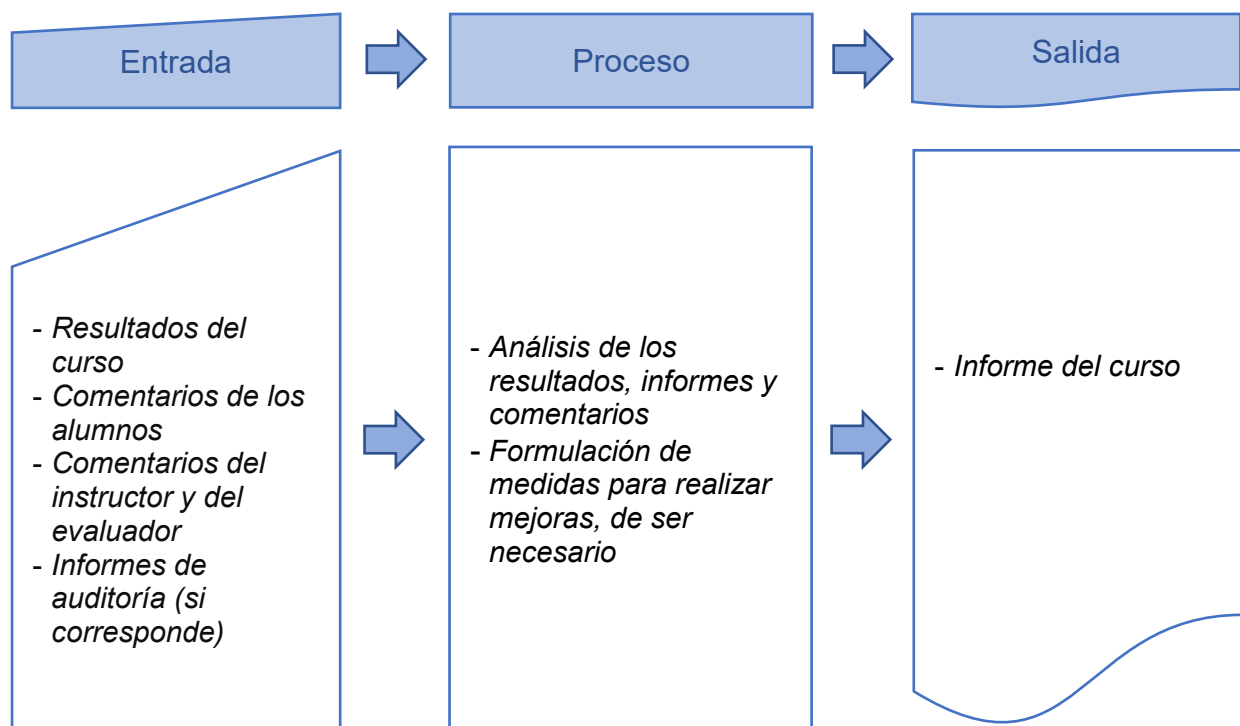 Entrada
Proceso
Salida
- Resultados del
curso
- Comentarios de los
alumnos
- Comentarios del
instructor y del
evaluador
- Informes de
auditoría (si
corresponde)
- Análisis de los
resultados, informes y
comentarios
- Formulación de
medidas para realizar
mejoras, de ser
necesario
- Informe del curso